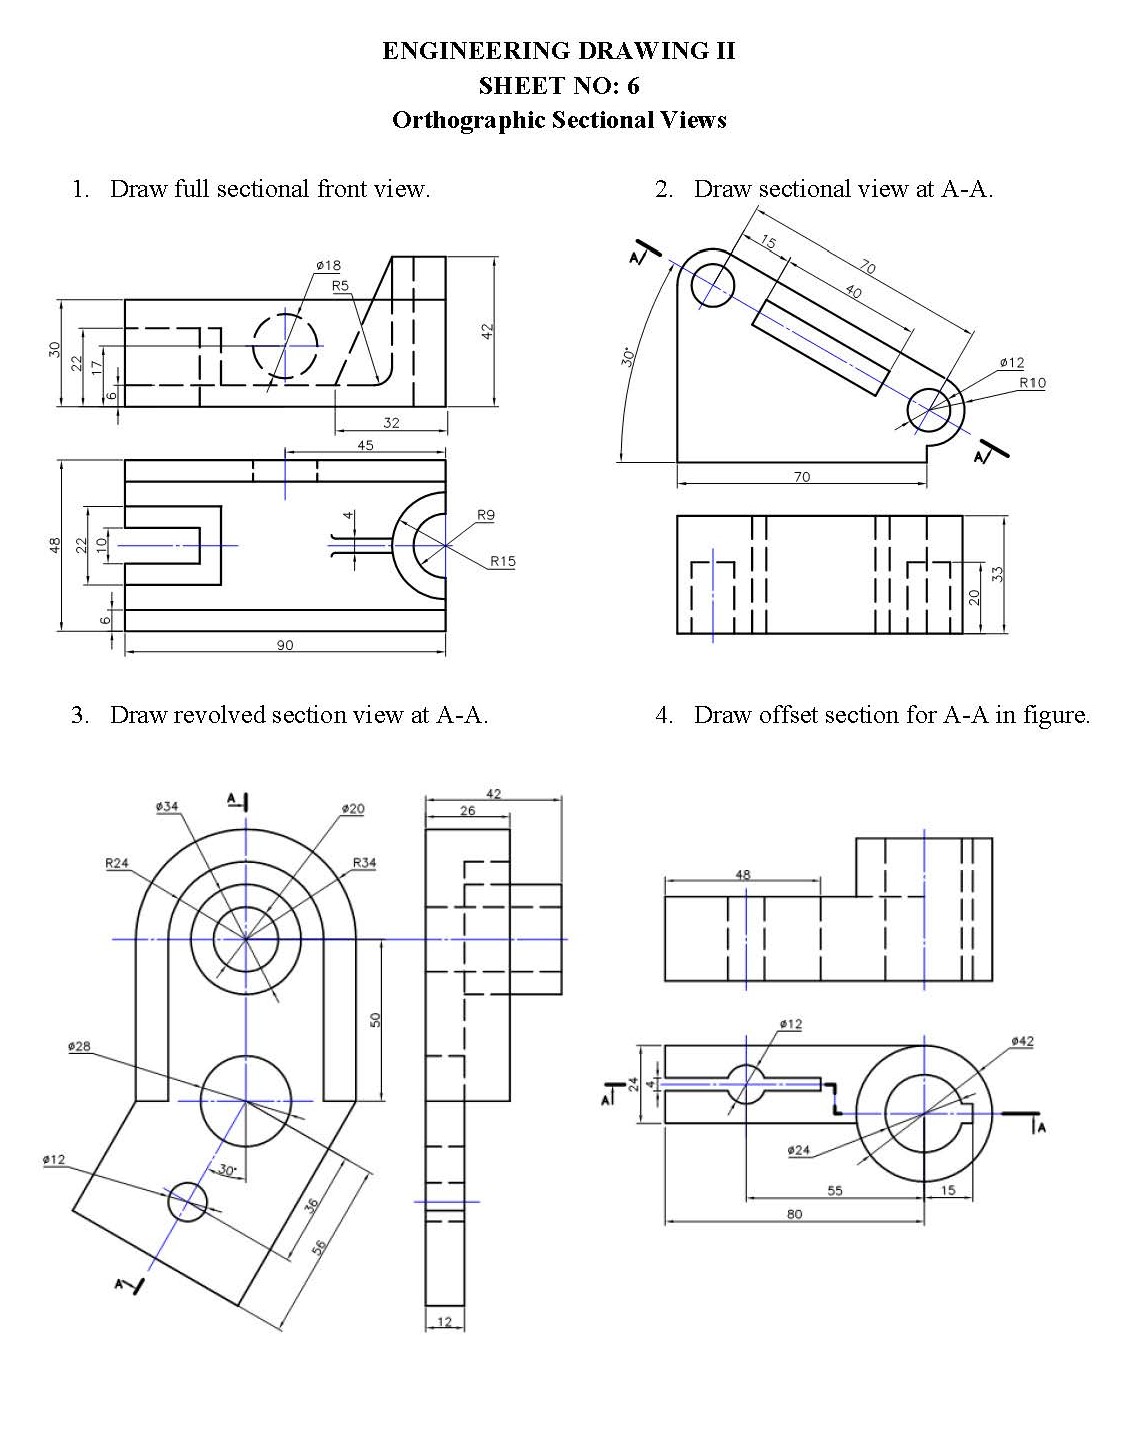 ENGINEERING DRAWING II
SHEET NO: 6
Orthographic Sectional Views
1. Draw full sectional front view.
2. Draw sectional view at A-A.
ø18
R5
30
22
17
6
42
32
45
48
22
10
6
4
R9
R15
90
A
15
70
40
30°
ø12
R10
A
70
20
33
3. Draw revolved section view at A-A.
4. Draw offset section for A-A in figure.
ø34
A
ø20
R24
R34
50
ø28
ø12
30°
36
56
A
42
26
12
48
ø12
ø42
A
24
4
A
ø24
55
15
80